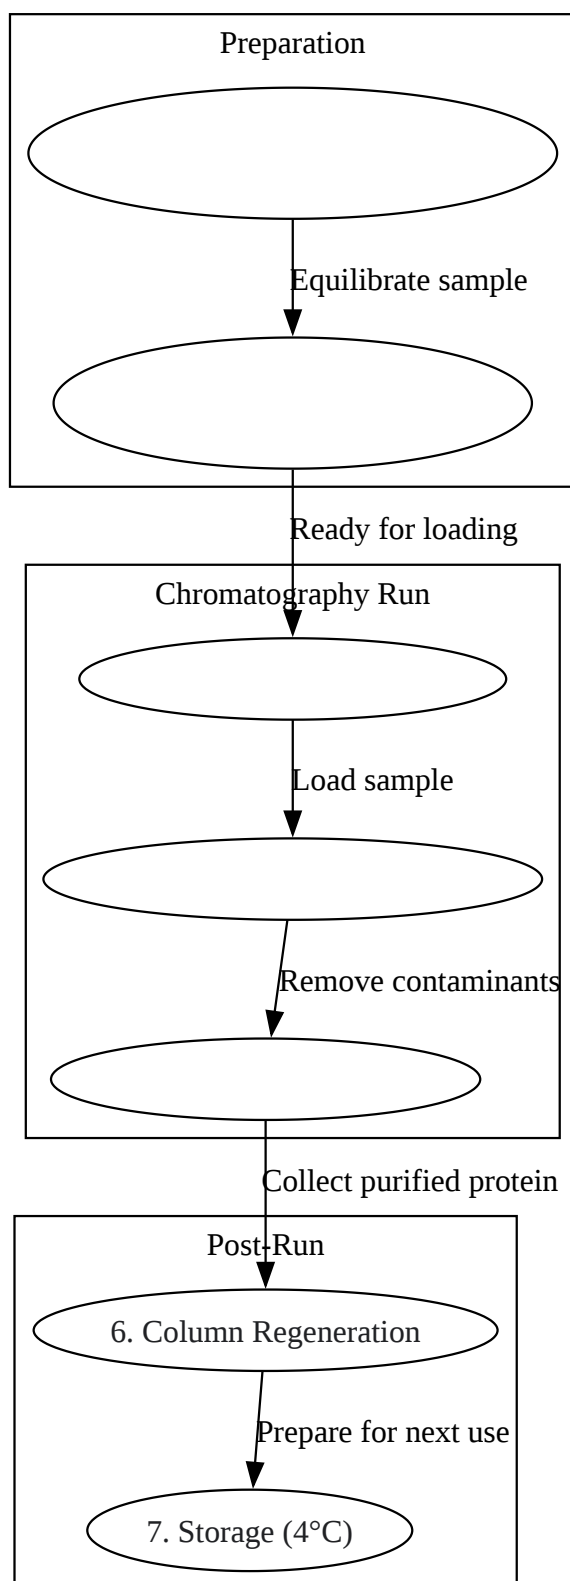 Preparation
Equilibrate sample
Ready for loading
Chromatography Run
Load sample
Remove contaminants
Collect purified protein
Post-Run
6. Column Regeneration
Prepare for next use
7. Storage (4°C)